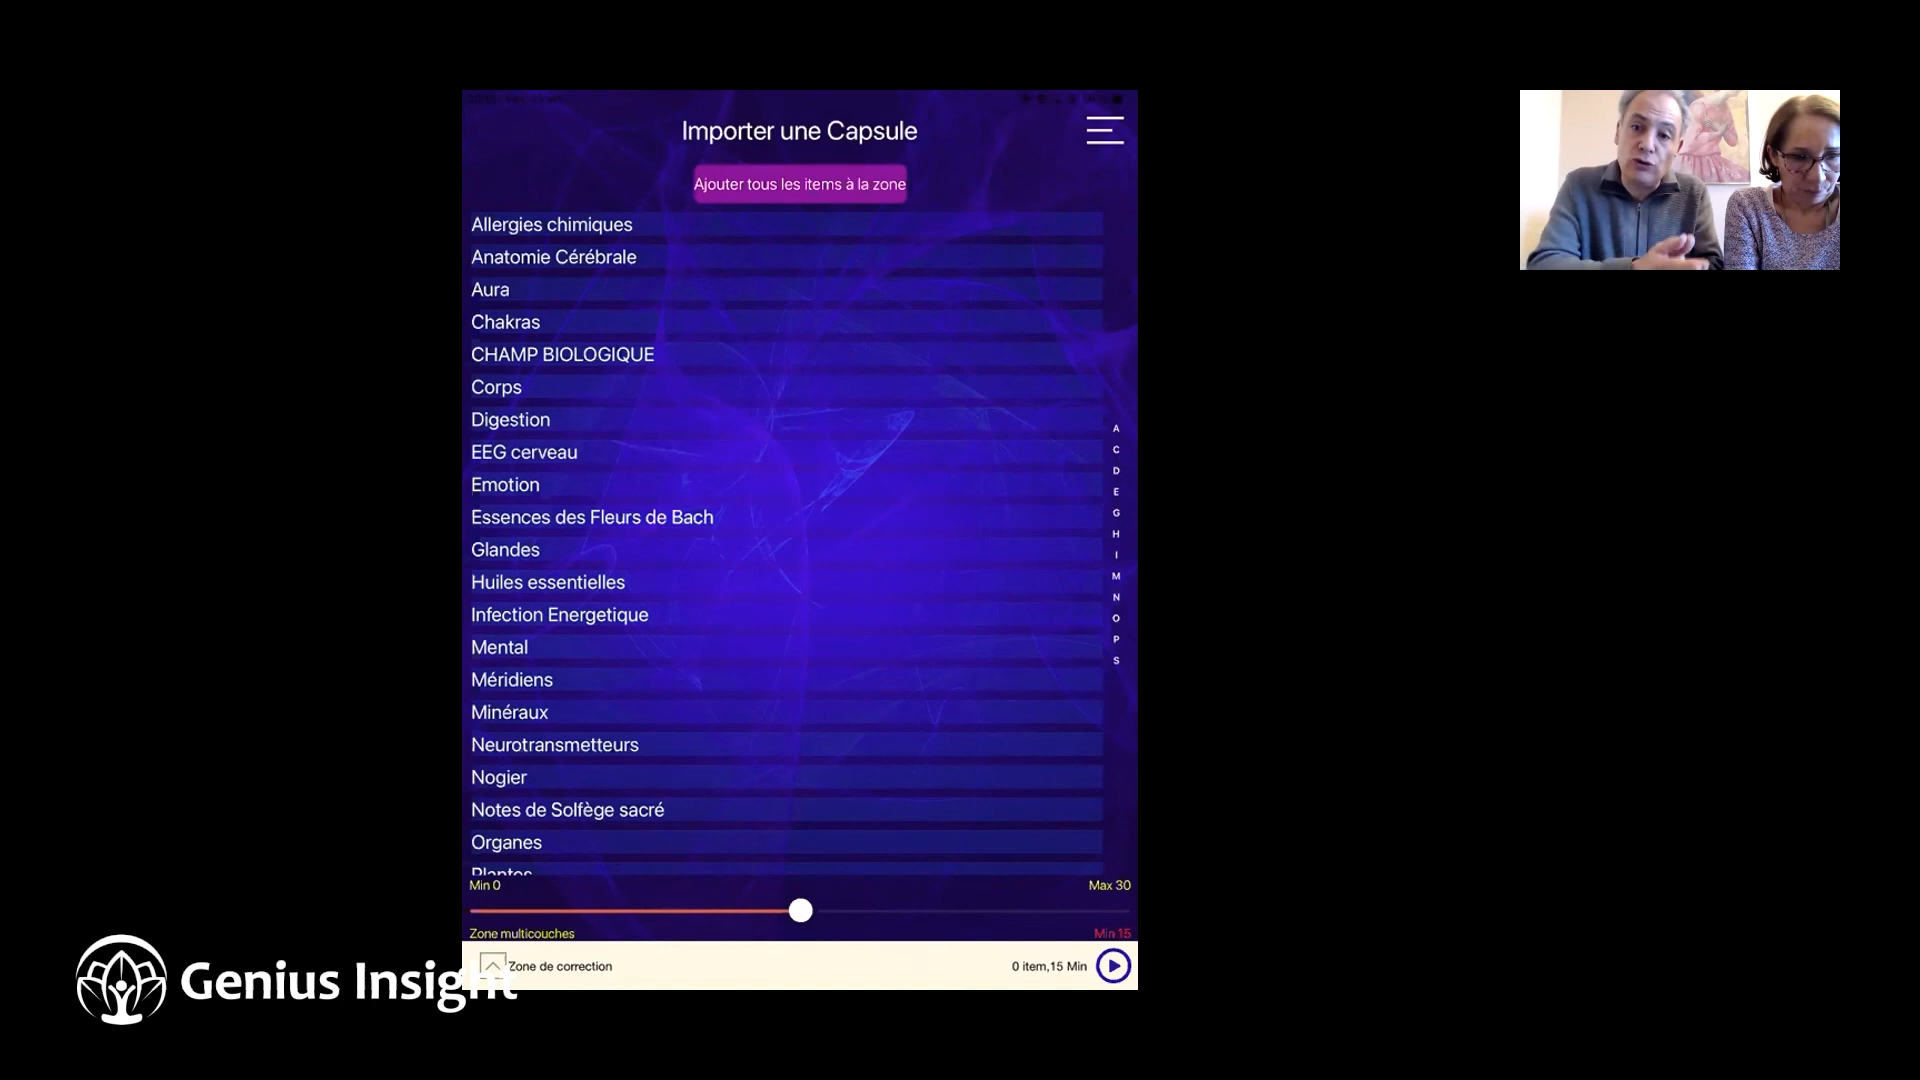 Importer une Capsule
Ajouter tous les items à la zone
Allergies chimiques
Anatomie Cérébrale
Aura
Chakras
CHAMP BIOLOGIQUE
Corps
Digestion
EEG cerveau
Emotion
Essences des Fleurs de Bach
Glandes
Huiles essentielles
Infection Energetique
Mental
Méridiens
Minéraux
Neurotransmetteurs
Nogier
Notes de Solfège sacré
Organes
Plantes
A
C
D
E
G
H
I
M
N
O
P
S
Min 0 Max 30
Zone multicouches Min 15
Zone de correction 0 item,15 Min
Genius Insight